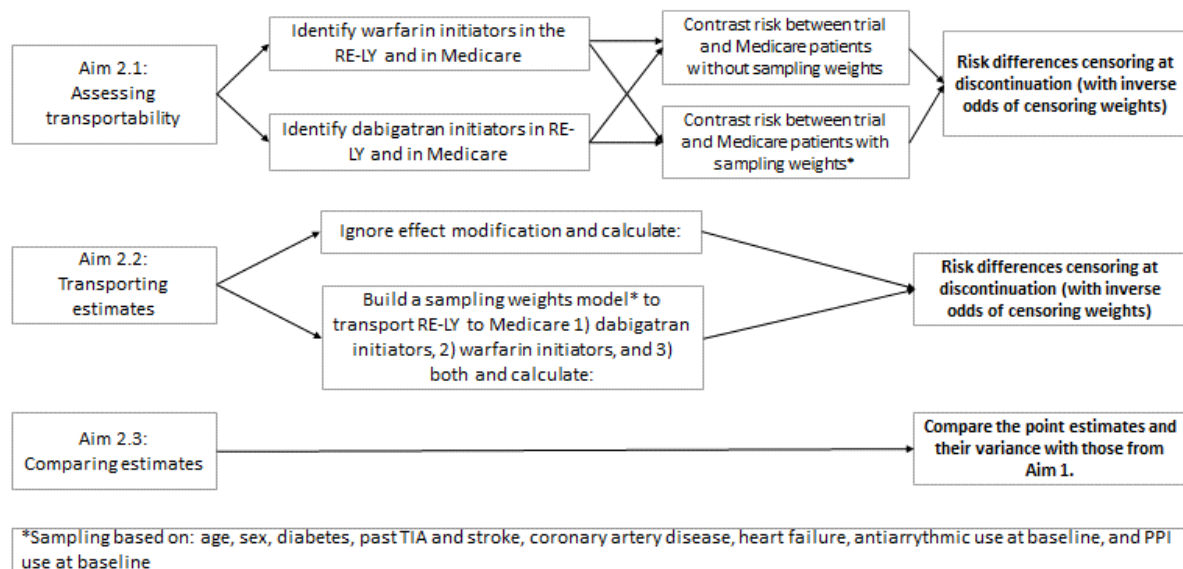 Aim 2.1:
Assessing
transportability
Identify warfarin initiators in the
RE-LY and in Medicare
Identify dabigatran initiators in RE-
LY and in Medicare
Contrast risk between trial
and Medicare patients
without sampling weights
Contrast risk between trial
and Medicare patients with
sampling weights*
Risk differences censoring at
discontinuation (with inverse
odds of censoring weights)
Aim 2.2:
Transporting
estimates
Ignore effect modification and calculate:
Build a sampling weights model* to
transport RE-LY to Medicare 1) dabigatran
initiators, 2) warfarin initiators, and 3)
both and calculate:
Risk differences censoring at
discontinuation (with inverse
odds of censoring weights)
Aim 2.3:
Comparing estimates
Compare the point estimates and
their variance with those from
Aim 1.
*Sampling based on: age, sex, diabetes, past TIA and stroke, coronary artery disease, heart failure, antiarrythmic use at baseline, and PPI
use at baseline